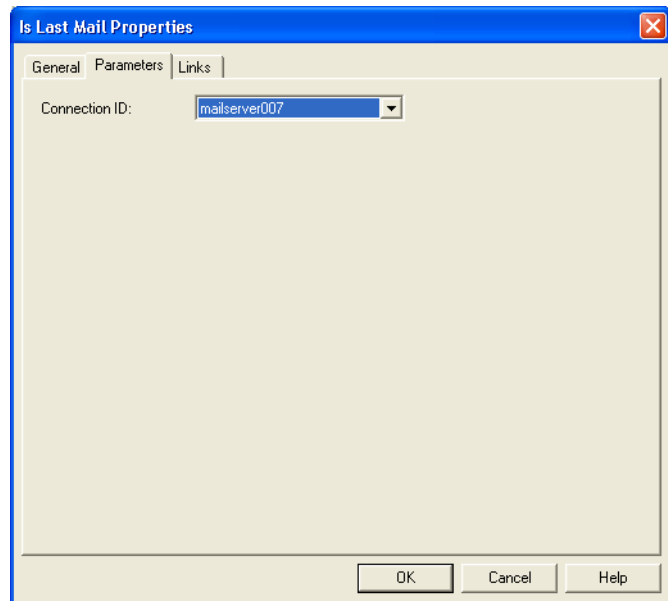 Is Last Mail Properties
General Parameters Links
Connection ID: mailserver007
OK Cancel Help